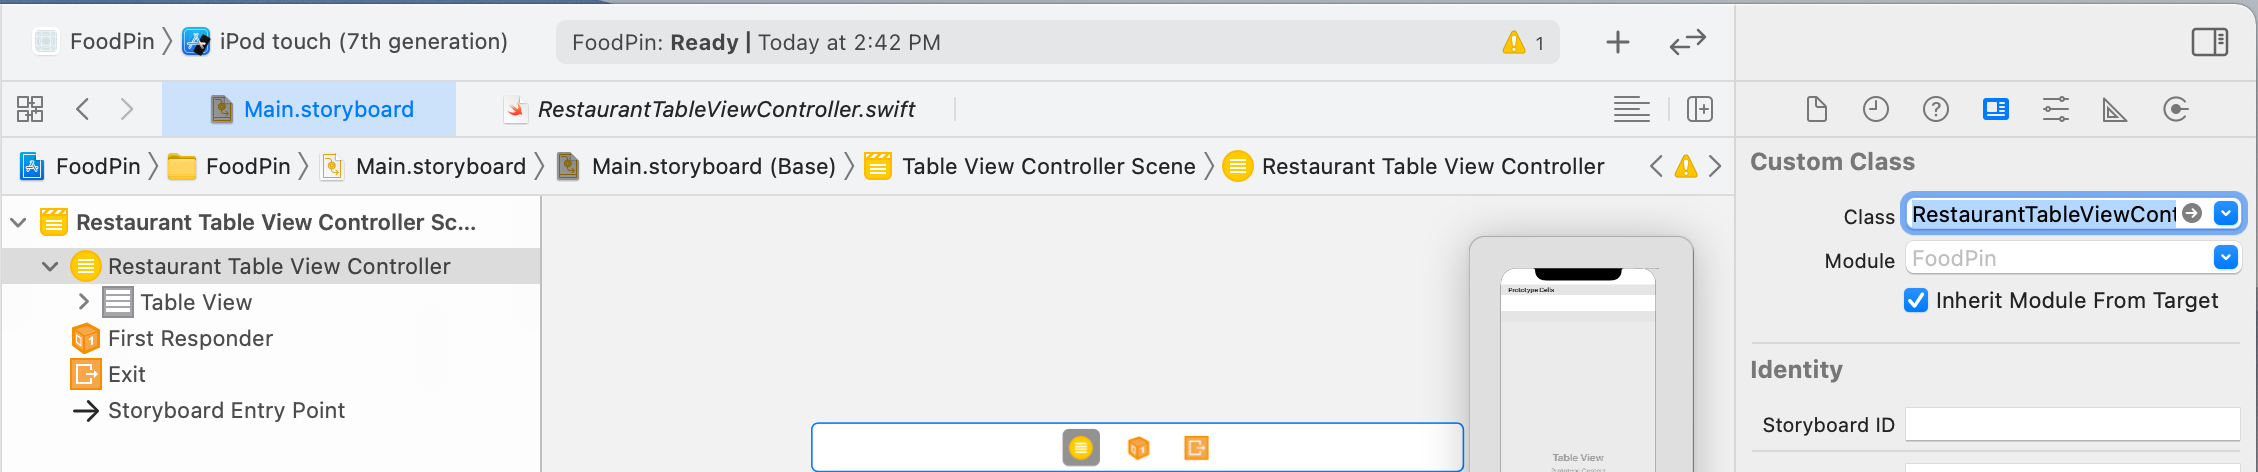 FoodPin iPod touch (7th generation) FoodPin: Ready | Today at 2:42 PM 1
Main.storyboard RestaurantTableViewController.swift
FoodPin FoodPin Main.storyboard Main.storyboard (Base) Table View Controller Scene Restaurant Table View Controller
Restaurant Table View Controller Sc...
Restaurant Table View Controller
Table View
First Responder
Exit
Storyboard Entry Point
Prototype Cells
Table View
Custom Class
Class RestaurantTableViewCont
Module FoodPin
Inherit Module From Target
Identity
Storyboard ID